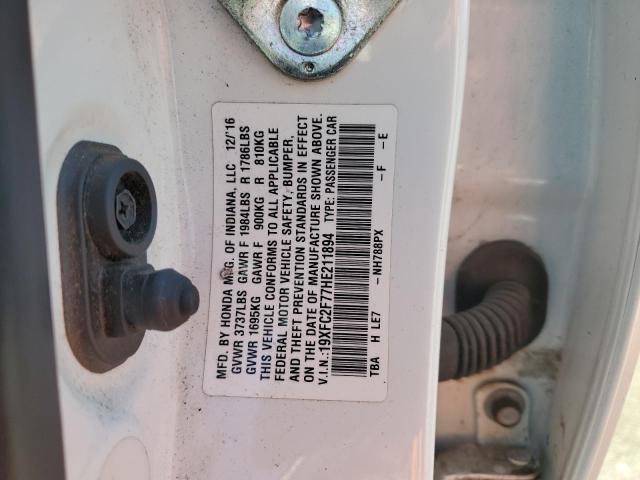 MFD. BY HONDA MFG. OF INDIANA, LLC 12/'16
GVWR 3737LBS GAWR F 1984LBS R 1786LBS
GVWR 1695KG GAWR F 900KG R 810KG
THIS VEHICLE CONFORMS TO ALL APPLICABLE
FEDERAL MOTOR VEHICLE SAFETY, BUMPER,
AND THEFT PREVENTION STANDARDS IN EFFECT
ON THE DATE OF MANUFACTURE SHOWN ABOVE.
V.I.N.:19XFC2F77HE211894 TYPE: PASSENGER CAR
TBA H LE7 -NH788PX -F -E